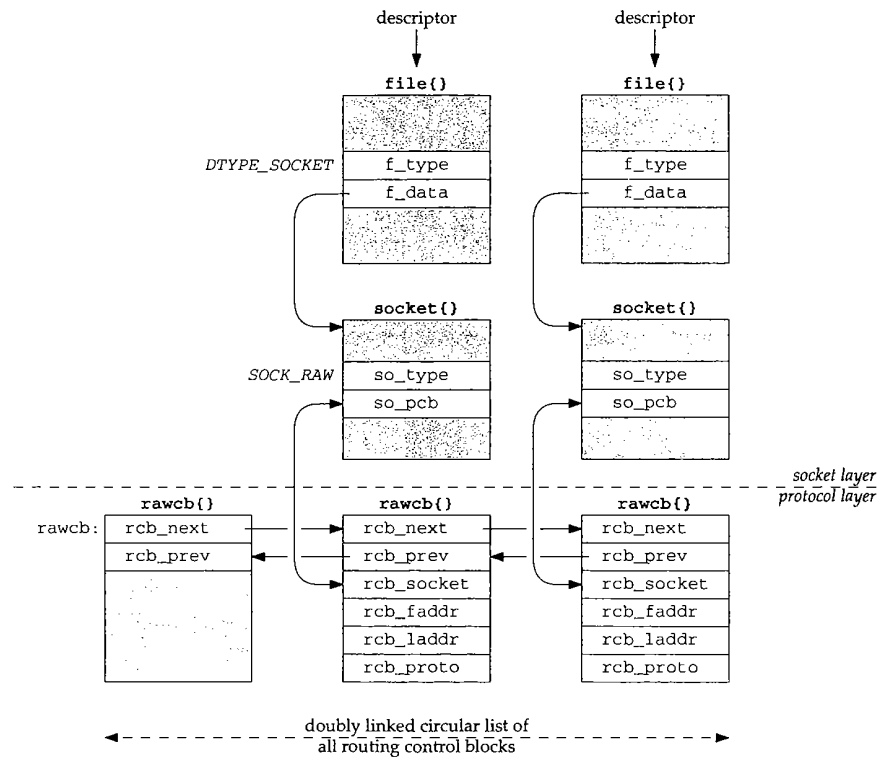 descriptor descriptor
file{} file{}
DTYPE_SOCKET f_type f_type
f_data f_data
socket{} socket{}
SOCK_RAW so_type so_type
so_pcb so_pcb
socket layer
protocol layer
rawcb{} rawcb{} rawcb{}
rawcb: rcb_next rcb_next rcb_next
rcb_prev rcb_prev rcb_prev
rcb_socket rcb_socket
rcb_faddr rcb_faddr
rcb_laddr rcb_laddr
rcb_proto rcb_proto
doubly linked circular list of
all routing control blocks